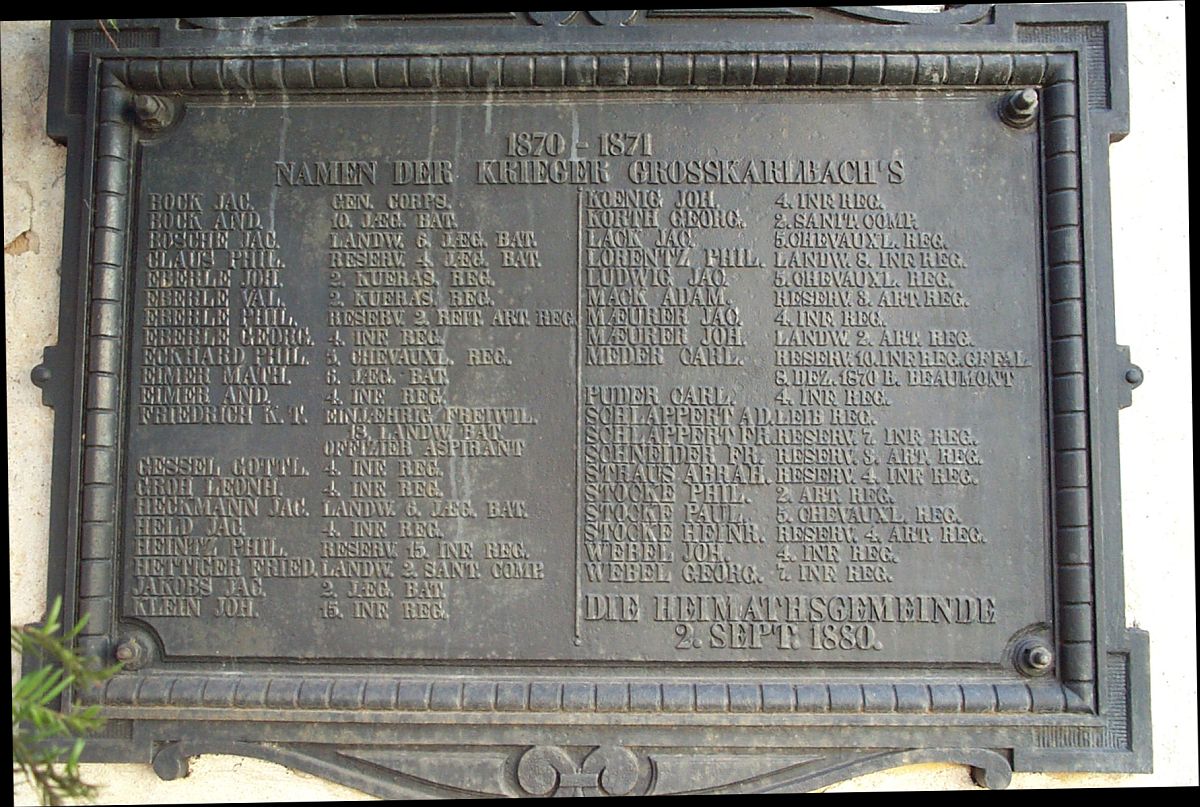 1870 - 1871
NAMEN DER KRIEGER GROSSKARLBACH'S
BOCK JAC. GEN. CORPS.
BOCK AND. 10. JÆG. BAT.
BOSCHE JAC. LANDW. 6. JÆG. BAT.
CLAUS PHIL. RESERV. 4. JÆG. BAT.
EBERLE JOH. 2. KUERAS. REG.
EBERLE VAL. 2. KUERAS. REG.
EBERLE PHIL. RESERV. 2. REIT. ART. REG.
EBERLE GEORG. 4. INF. REG.
ECKHARD PHIL. 5. CHEVAUXL. REG.
EIMER MATH. 6. JÆG. BAT.
EIMER AND. 4. INF. REG.
FRIEDRICH K. T. EINJÆHRIG. FREIWIL.
18. LANDW. BAT.
OFFIZIER ASPIRANT
GESSEL GOTTL. 4. INF. REG.
GROH LEONH. 4. INF. REG.
HECKMANN JAC. LANDW. 6. JÆG. BAT.
HELD JAC. 4. INF. REG.
HEINTZ PHIL. RESERV. 15. INF. REG.
HETTIGER FRIED. LANDW. 2. SANT. COMP.
JAKOBS JAC. 2. JÆG. BAT.
KLEIN JOH. 15. INF. REG.
KOENIG JOH. 4. INF. REG.
KORTH GEORG. 2. SANT. COMP.
LACK JAC. 5. CHEVAUXL. REG.
LORENTZ PHIL. LANDW. 8. INF. REG.
LUDWIG JAC. 5. CHEVAUXL. REG.
MACK ADAM. RESERV. 3. ART. REG.
MÆURER JAC. 4. INF. REG.
MÆURER JOH. LANDW. 2. ART. REG.
MEDER CARL. RESERV. 10. INF. REG. GEFAL
8. DEZ. 1870 B. BEAUMONT
PUDER CARL. 4. INF. REG.
SCHLAPPERT AD. LEIB REG.
SCHLAPPERT FR. RESERV. 7. INF. REG.
SCHNEIDER FR. RESERV. 3. ART. REG.
STRAUS ABRAH. RESERV. 4. INF. REG.
STOCKE PHIL. 2. ART. REG.
STOCKE PAUL. 5. CHEVAUXL. REG.
STOCKE HEINR. RESERV. 4. ART. REG.
WEBEL JOH. 4. INF. REG.
WEBEL GEORG. 7. INF. REG.
DIE HEIMATHSGEMEINDE
2. SEPT. 1880.